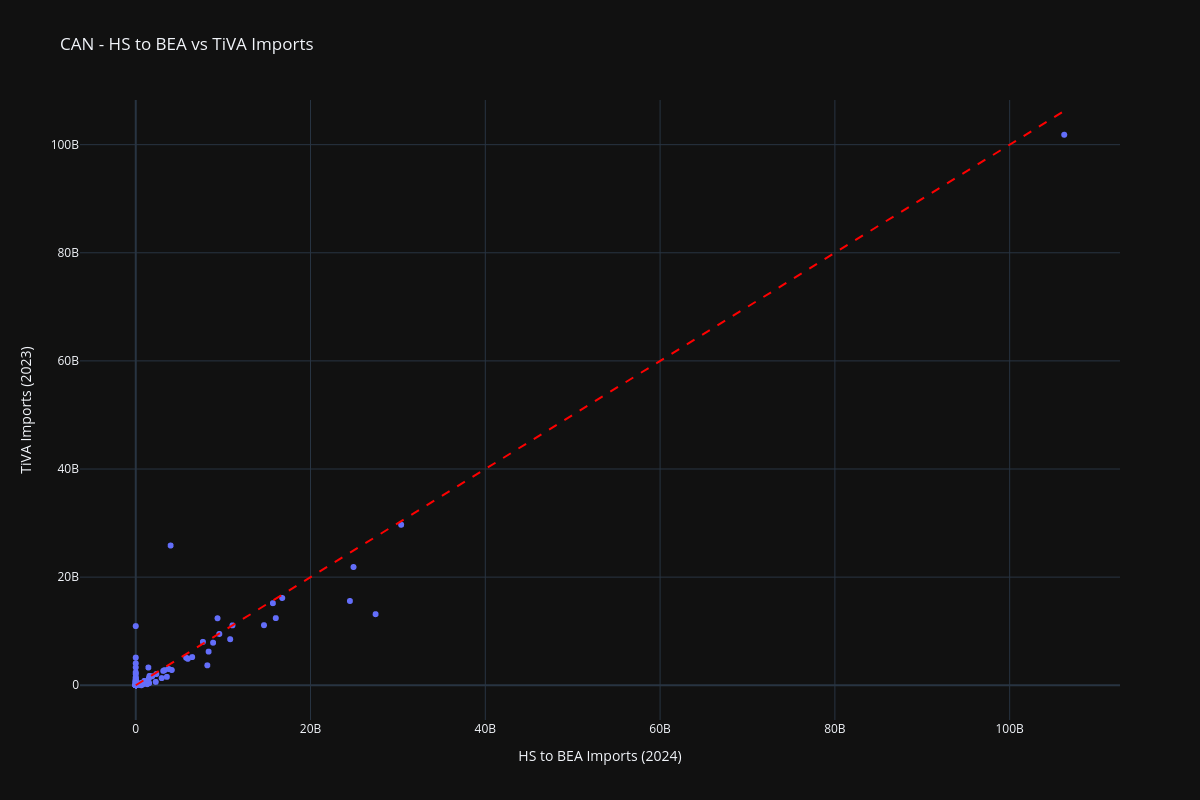 CAN - HS to BEA vs TiVA Imports
100B
80B
60B
40B
20B
0
TiVA Imports (2023)
0
20B
40B
60B
80B
100B
HS to BEA Imports (2024)